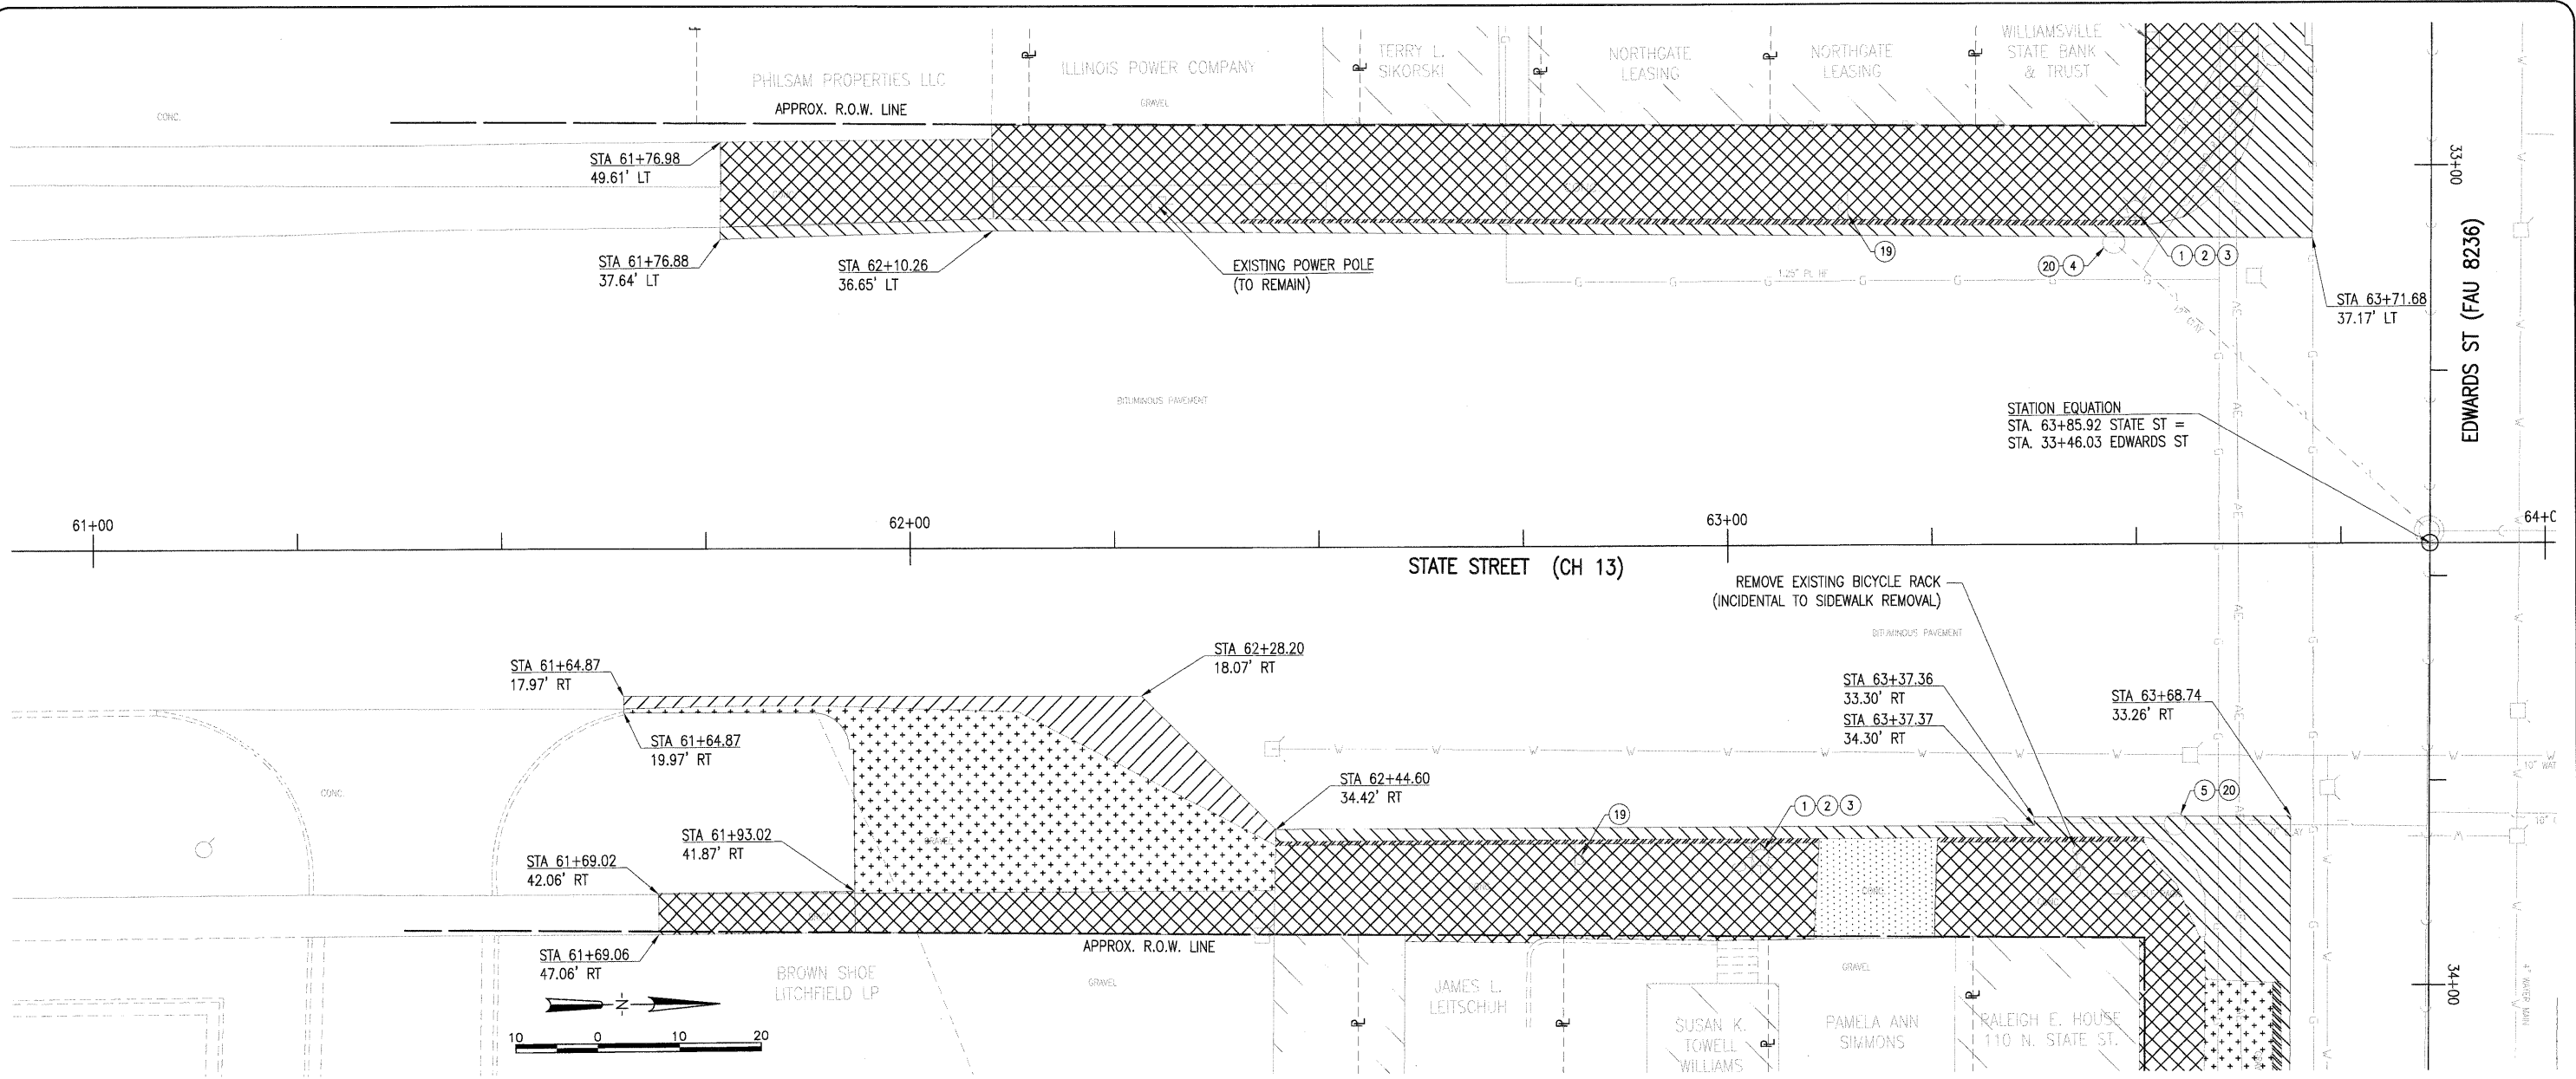 WILLIAMSVILLE
STATE BANK
& TRUST
TERRY L.
SIKORSKI
NORTHGATE
LEASING
NORTHGATE
LEASING
PHILSAM PROPERTIES LLC
ILLINOIS POWER COMPANY
GRAVEL
APPROX. R.O.W. LINE
CONC.
STA 61+76.98
49.61' LT
STA 61+76.88
37.64' LT
STA 62+10.26
36.65' LT
EXISTING POWER POLE
(TO REMAIN)
19
20 4
1 2 3
1.25" PL HP
33+00
EDWARDS ST (FAU 8236)
STA 63+71.68
37.17' LT
BITUMINOUS PAVEMENT
STATION EQUATION
STA. 63+85.92 STATE ST =
STA. 33+46.03 EDWARDS ST
61+00
62+00
63+00
STATE STREET (CH 13)
REMOVE EXISTING BICYCLE RACK
(INCIDENTAL TO SIDEWALK REMOVAL)
BITUMINOUS PAVEMENT
STA 61+64.87
17.97' RT
STA 62+28.20
18.07' RT
STA 63+37.36
33.30' RT
STA 63+37.37
34.30' RT
STA 63+68.74
33.26' RT
STA 61+64.87
19.97' RT
STA 62+44.60
34.42' RT
CONC.
5 20
19
1 2 3
STA 61+93.02
41.87' RT
STA 61+69.02
42.06' RT
GRAVEL
STA 61+69.06
47.06' RT
APPROX. R.O.W. LINE
BROWN SHOE
LITCHFIELD LP
GRAVEL
GRAVEL
JAMES L.
LEITSCHUH
SUSAN K.
TOWELL
WILLIAMS
PAMELA ANN
SIMMONS
RALEIGH E. HOUSE
110 N. STATE ST.
34+00
4" WATER MAIN
N
10 0 10 20